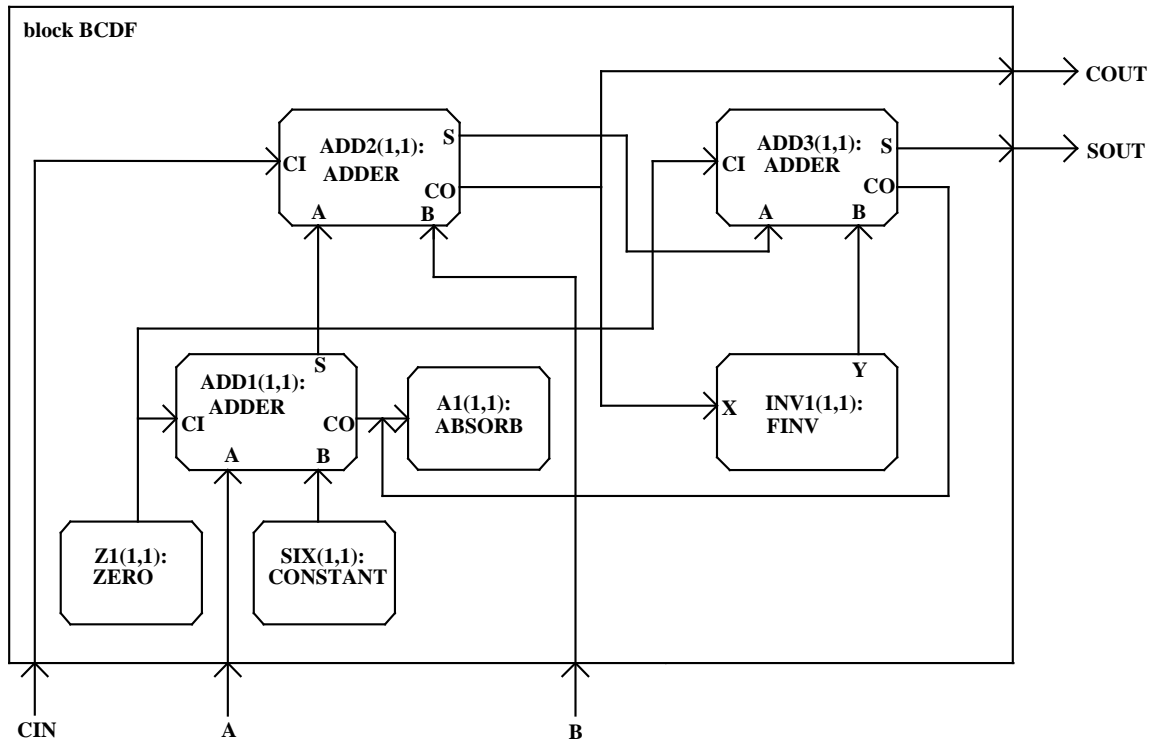 block BCDF
COUT
ADD2(1,1):
ADDER
S
CI
CO
A
B
ADD3(1,1):
ADDER
S
CI
CO
A
B
SOUT
S
ADD1(1,1):
ADDER
CI
CO
A
B
A1(1,1):
ABSORB
Y
X
INV1(1,1):
FINV
Z1(1,1):
ZERO
SIX(1,1):
CONSTANT
CIN
A
B